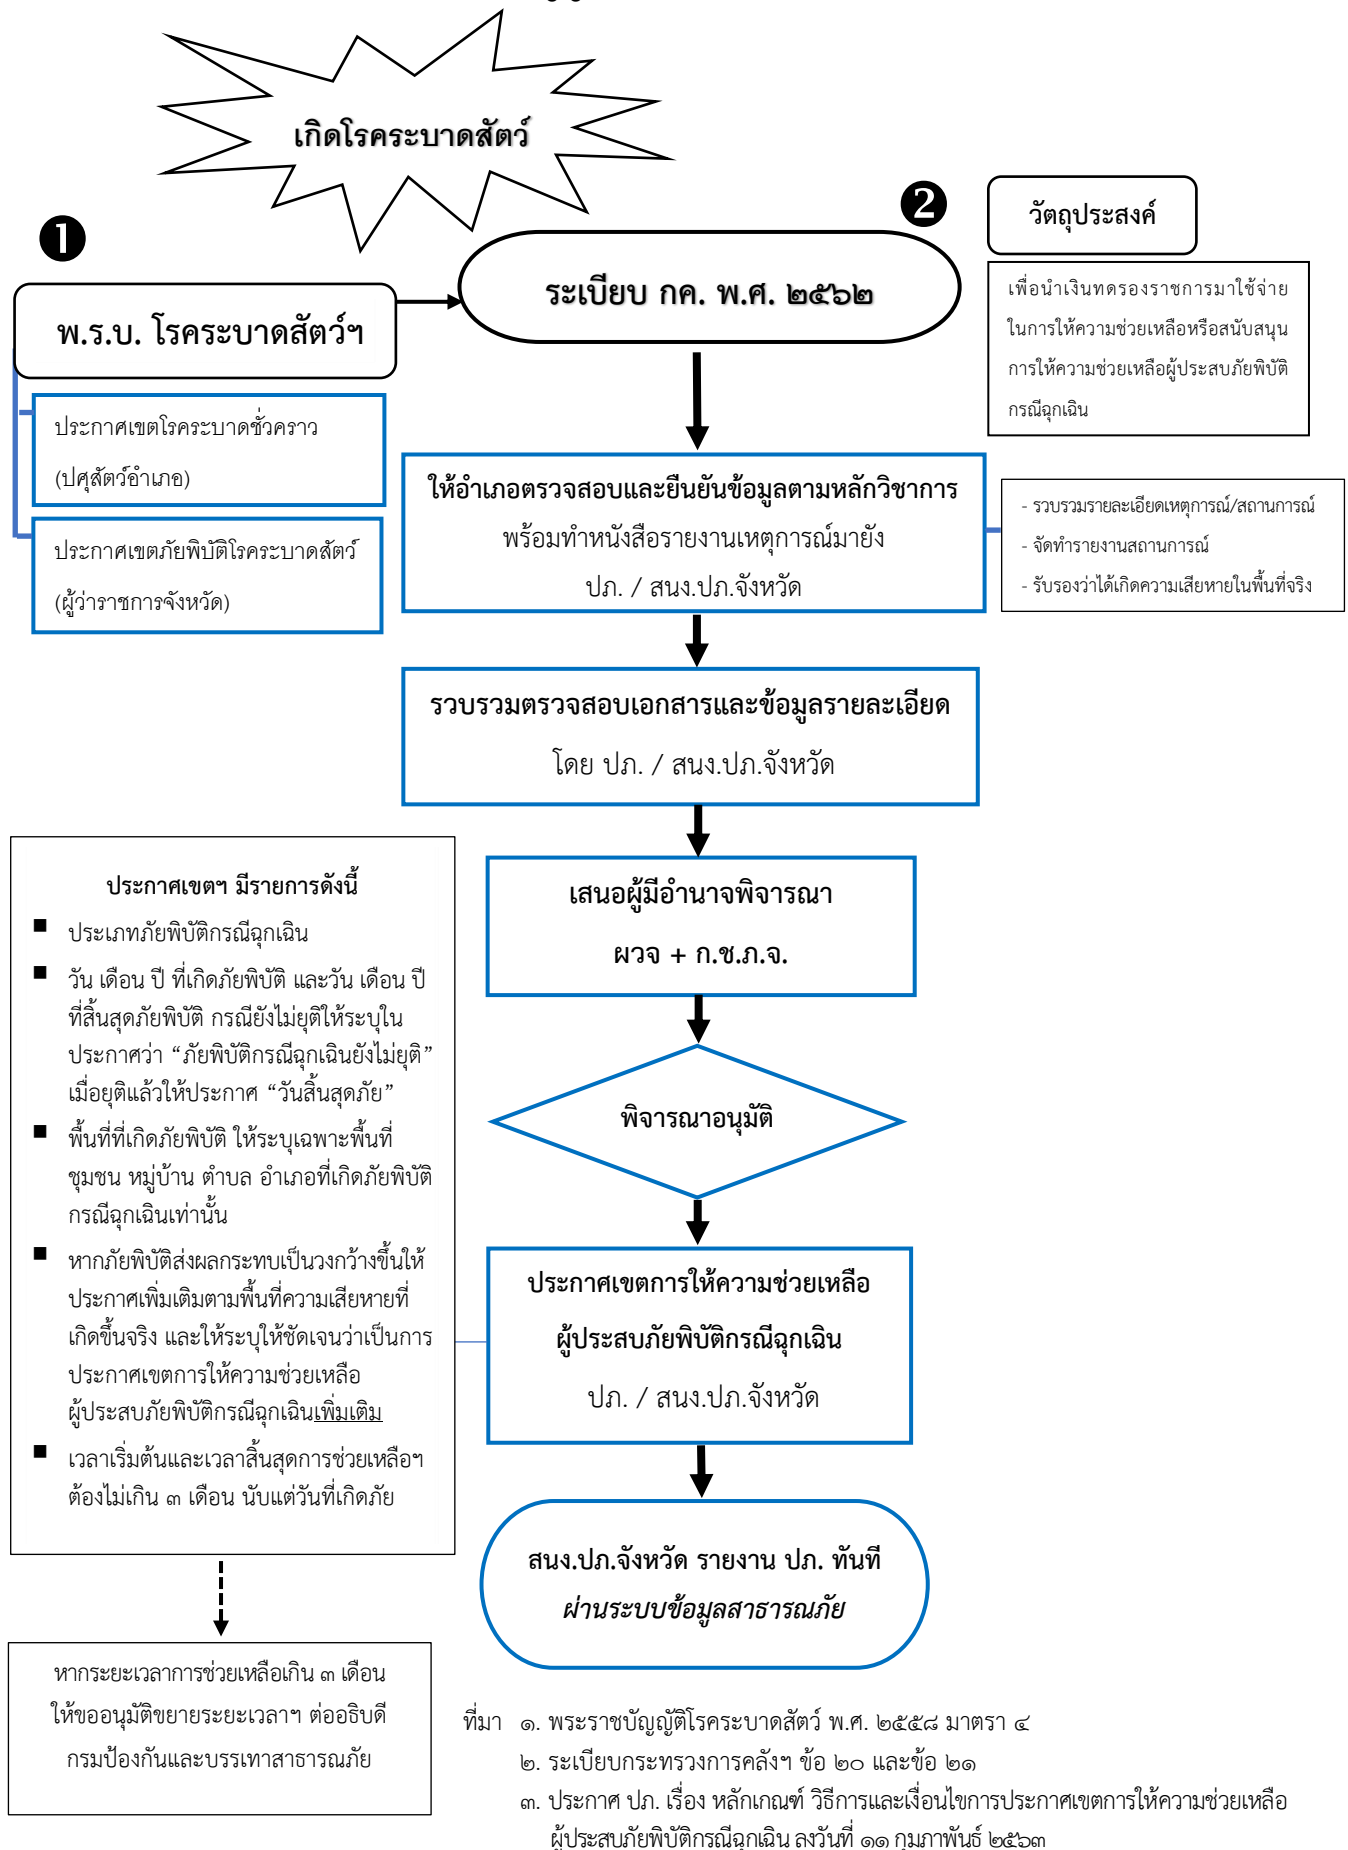 เกิดโรคระบาดสัตว์
❶
พ.ร.บ. โรคระบาดสัตว์ฯ
ประกาศเขตโรคระบาดชั่วคราว
(ปศุสัตว์อำเภอ)
ประกาศเขตภัยพิบัติโรคระบาดสัตว์
(ผู้ว่าราชการจังหวัด)
❷
ระเบียบ กค. พ.ศ. ๒๕๖๒
วัตถุประสงค์
เพื่อนำเงินทดรองราชการมาใช้จ่าย
ในการให้ความช่วยเหลือหรือสนับสนุน
การให้ความช่วยเหลือผู้ประสบภัยพิบัติ
กรณีฉุกเฉิน
ให้อำเภอตรวจสอบและยืนยันข้อมูลตามหลักวิชาการ
พร้อมทำหนังสือรายงานเหตุการณ์มายัง
ปภ. / สนง.ปภ.จังหวัด
- รวบรวมรายละเอียดเหตุการณ์/สถานการณ์
- จัดทำรายงานสถานการณ์
- รับรองว่าได้เกิดความเสียหายในพื้นที่จริง
รวบรวมตรวจสอบเอกสารและข้อมูลรายละเอียด
โดย ปภ. / สนง.ปภ.จังหวัด
เสนอผู้มีอำนาจพิจารณา
ผวจ + ก.ช.ภ.จ.
พิจารณาอนุมัติ
ประกาศเขตการให้ความช่วยเหลือ
ผู้ประสบภัยพิบัติกรณีฉุกเฉิน
ปภ. / สนง.ปภ.จังหวัด
สนง.ปภ.จังหวัด รายงาน ปภ. ทันที
ผ่านระบบข้อมูลสาธารณภัย
ประกาศเขตฯ มีรายการดังนี้
■ ประเภทภัยพิบัติกรณีฉุกเฉิน
■ วัน เดือน ปี ที่เกิดภัยพิบัติ และวัน เดือน ปี
ที่สิ้นสุดภัยพิบัติ กรณียังไม่ยุติให้ระบุใน
ประกาศว่า “ภัยพิบัติกรณีฉุกเฉินยังไม่ยุติ”
เมื่อยุติแล้วให้ประกาศ “วันสิ้นสุดภัย”
■ พื้นที่ที่เกิดภัยพิบัติ ให้ระบุเฉพาะพื้นที่
ชุมชน หมู่บ้าน ตำบล อำเภอที่เกิดภัยพิบัติ
กรณีฉุกเฉินเท่านั้น
■ หากภัยพิบัติส่งผลกระทบเป็นวงกว้างขึ้นให้
ประกาศเพิ่มเติมตามพื้นที่ความเสียหายที่
เกิดขึ้นจริง และให้ระบุให้ชัดเจนว่าเป็นการ
ประกาศเขตการให้ความช่วยเหลือ
ผู้ประสบภัยพิบัติกรณีฉุกเฉินเพิ่มเติม
■ เวลาเริ่มต้นและเวลาสิ้นสุดการช่วยเหลือฯ
ต้องไม่เกิน ๓ เดือน นับแต่วันที่เกิดภัย
หากระยะเวลาการช่วยเหลือเกิน ๓ เดือน
ให้ขออนุมัติขยายระยะเวลาฯ ต่ออธิบดี
กรมป้องกันและบรรเทาสาธารณภัย
ที่มา ๑. พระราชบัญญัติโรคระบาดสัตว์ พ.ศ. ๒๕๕๘ มาตรา ๔
๒. ระเบียบกระทรวงการคลังฯ ข้อ ๒๐ และข้อ ๒๑
๓. ประกาศ ปภ. เรื่อง หลักเกณฑ์ วิธีการและเงื่อนไขการประกาศเขตการให้ความช่วยเหลือ
ผู้ประสบภัยพิบัติกรณีฉุกเฉิน ลงวันที่ ๑๑ กุมภาพันธ์ ๒๕๖๓